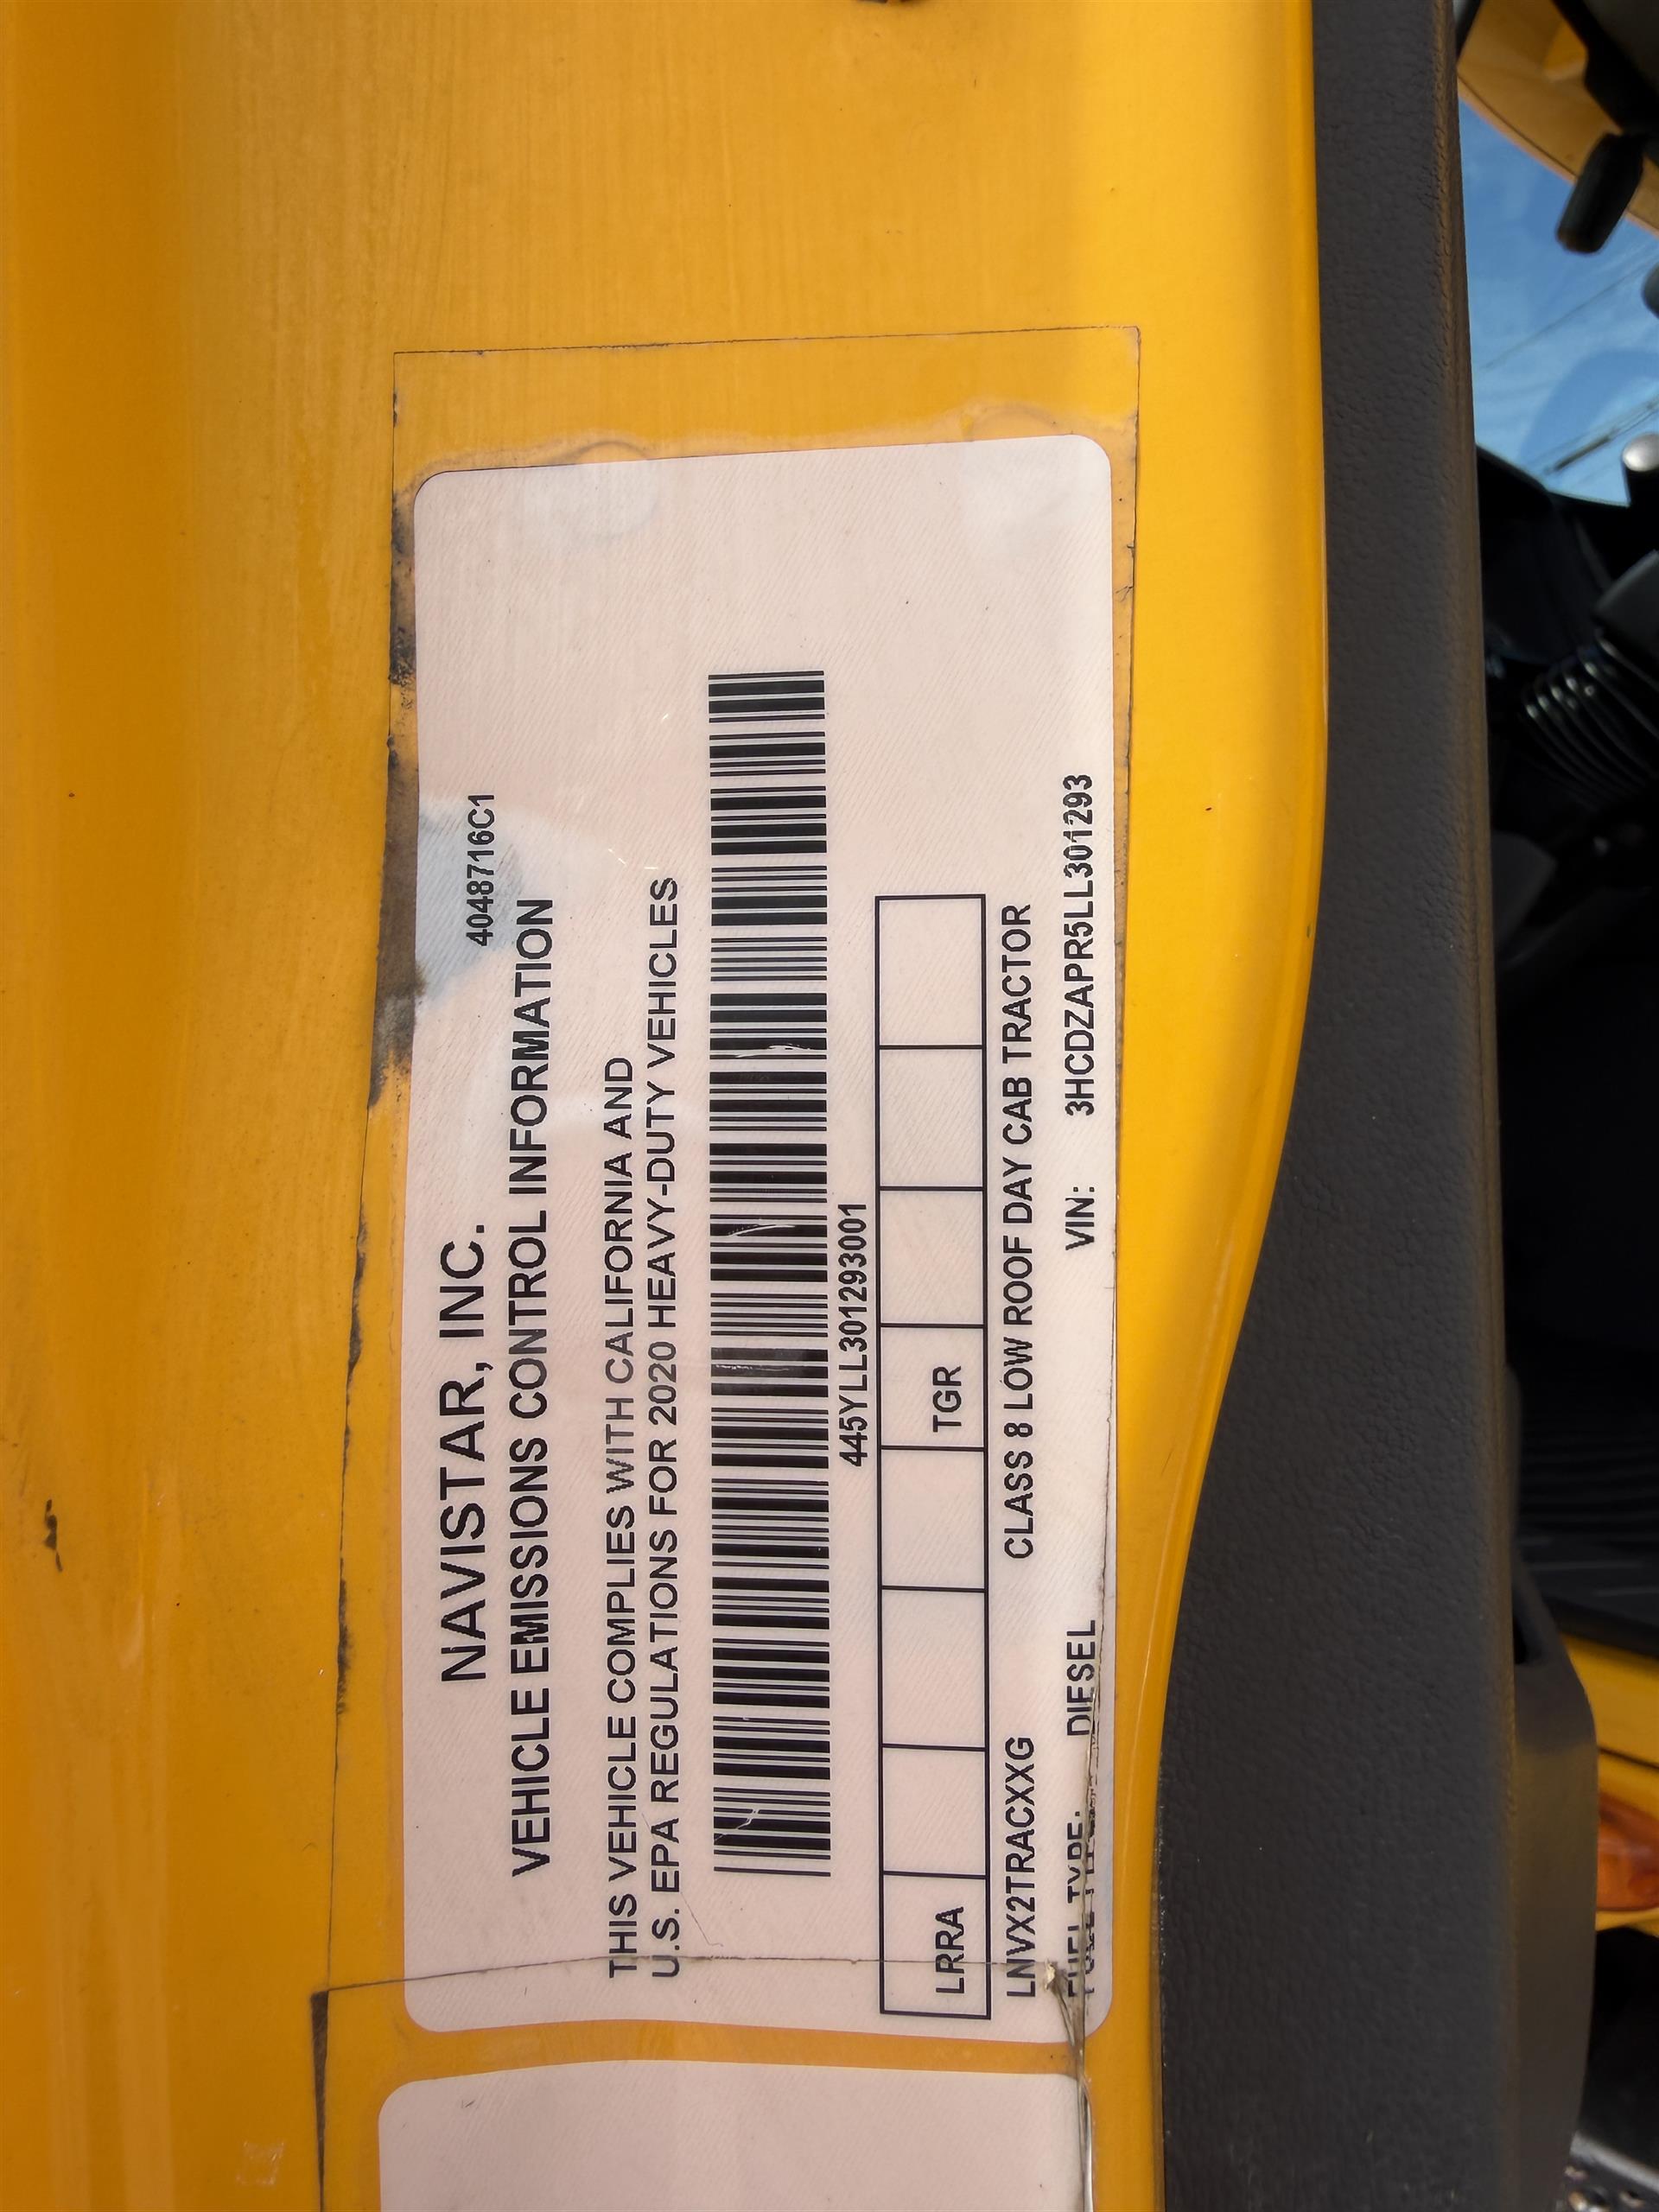 4048716C1
NAVISTAR, INC.
VEHICLE EMISSIONS CONTROL INFORMATION
THIS VEHICLE COMPLIES WITH CALIFORNIA AND
U.S. EPA REGULATIONS FOR 2020 HEAVY-DUTY VEHICLES
445YLL301293001
LRRA TGR
LNVX2TRACXXG CLASS 8 LOW ROOF DAY CAB TRACTOR
FUEL TYPE: DIESEL VIN: 3HCDZAPR5LL301293